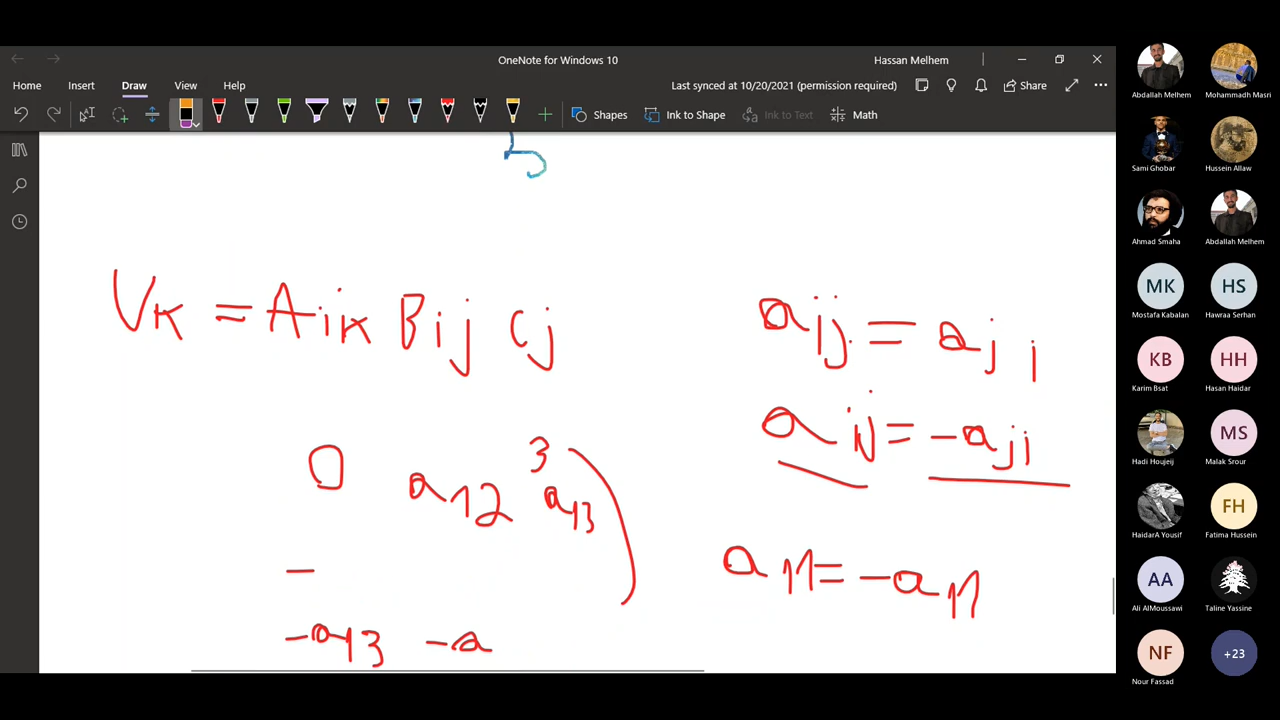 OneNote for Windows 10
Hassan Melhem
Home Insert Draw View Help
Last synced at 10/20/2021 (permission required)
Share
Shapes
Ink to Shape
Ink to Text
Math
Vk = Aik Bij Cj
aij = aji
aij = -aji
0 a12 3 a13
-
a11 = -a11
-a13 -a
Abdallah Melhem
Mohammadh Masri
Sami Ghobar
Hussein Allaw
Ahmad Smaha
Abdallah Melhem
MK
HS
Mostafa Kabalan
Hawraa Serhan
KB
HH
Karim Bsat
Hasan Haidar
MS
Hadi Houjeij
Malak Srour
FH
HaidarA Yousif
Fatima Hussein
AA
Ali AlMoussawi
Taline Yassine
NF
+23
Nour Fassad